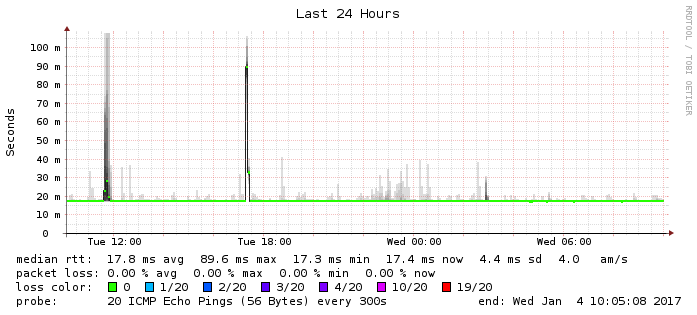 Last 24 Hours
RRDTOOL / TOBI OETIKER
Seconds
100 m
90 m
80 m
70 m
60 m
50 m
40 m
30 m
20 m
10 m
0
Tue 12:00 Tue 18:00 Wed 00:00 Wed 06:00
median rtt: 17.8 ms avg 89.6 ms max 17.3 ms min 17.4 ms now 4.4 ms sd 4.0 am/s
packet loss: 0.00 % avg 0.00 % max 0.00 % min 0.00 % now
loss color: 0 1/20 2/20 3/20 4/20 10/20 19/20
probe: 20 ICMP Echo Pings (56 Bytes) every 300s end: Wed Jan 4 10:05:08 2017